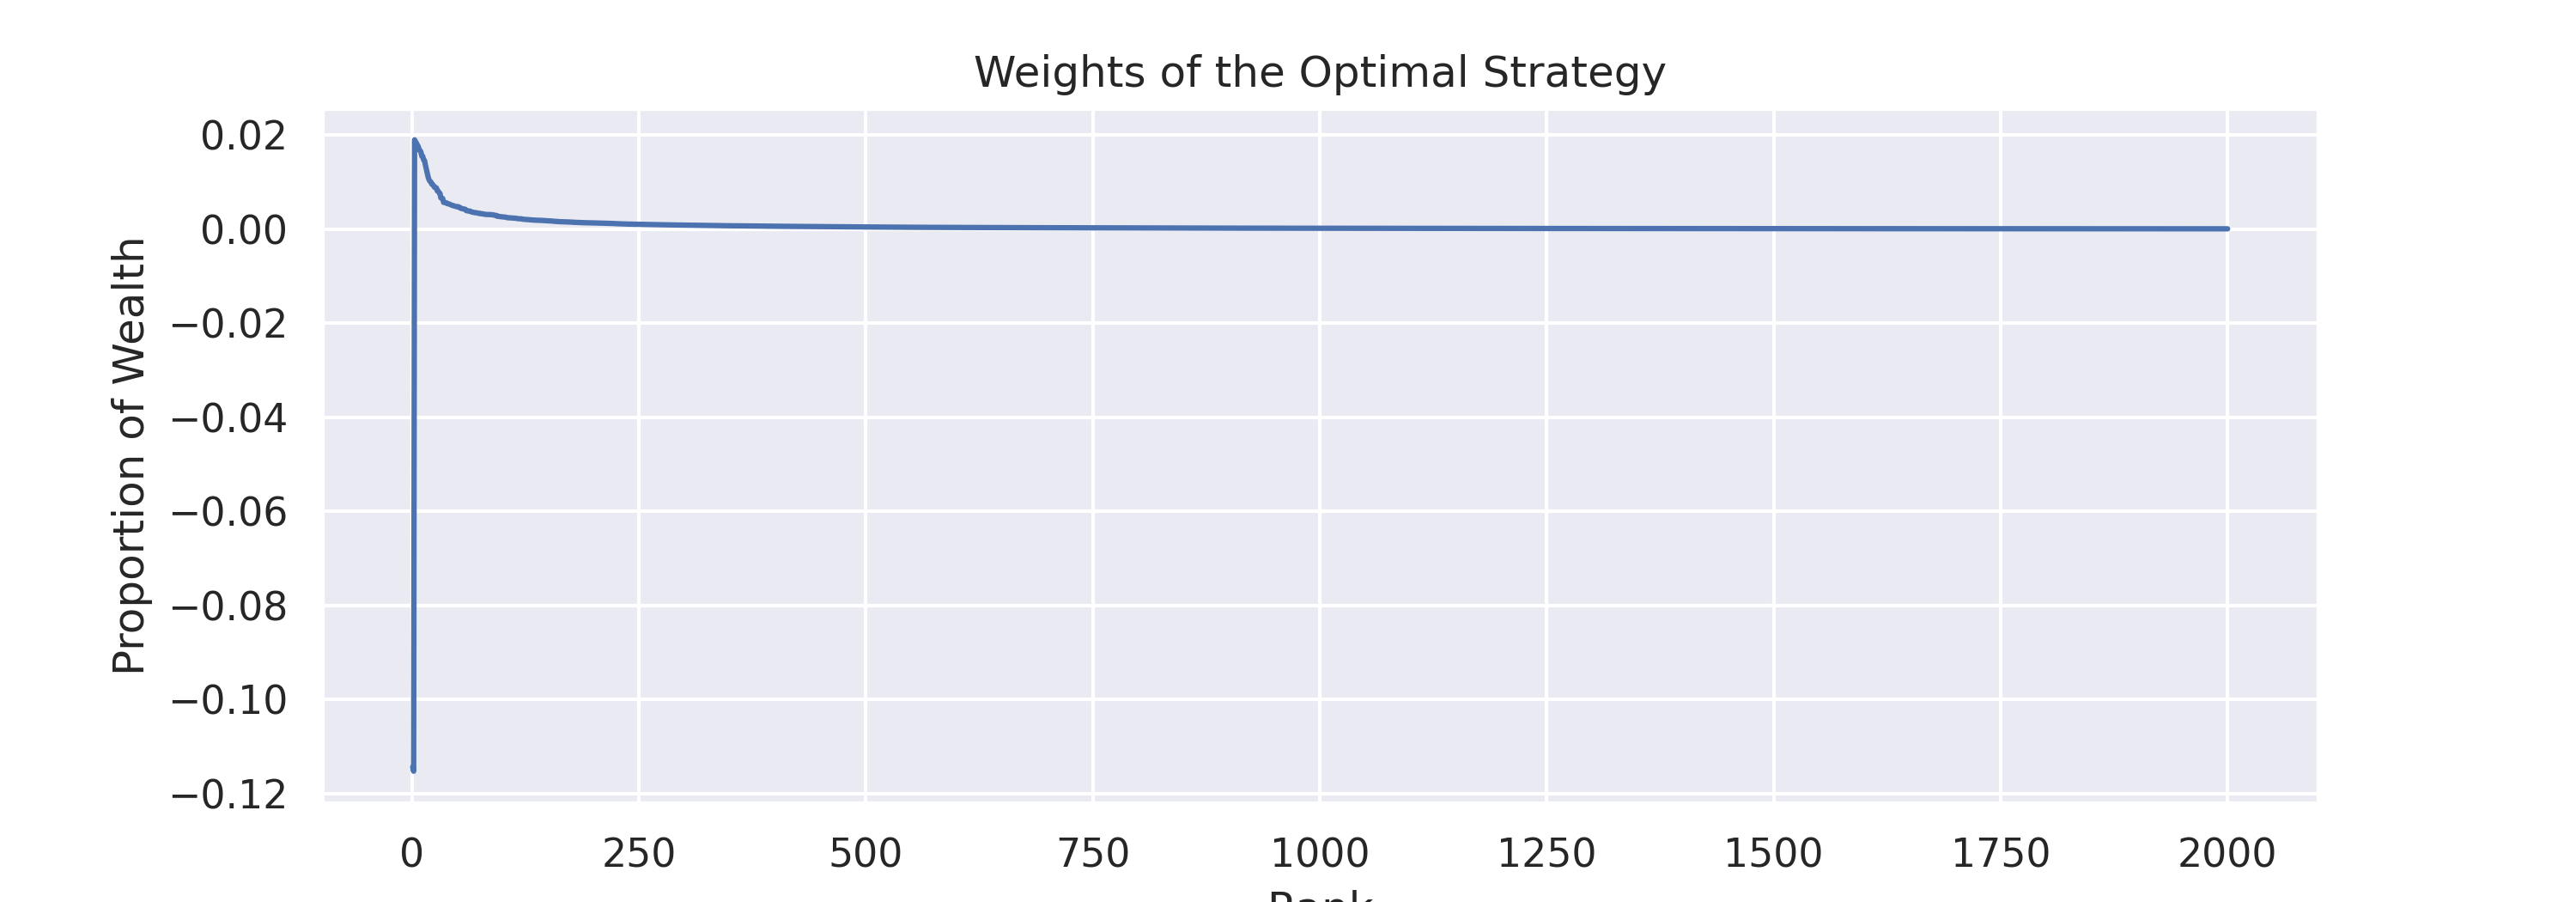 Weights of the Optimal Strategy
Proportion of Wealth
0.02
0.00
−0.02
−0.04
−0.06
−0.08
−0.10
−0.12
0 250 500 750 1000 1250 1500 1750 2000
Rank